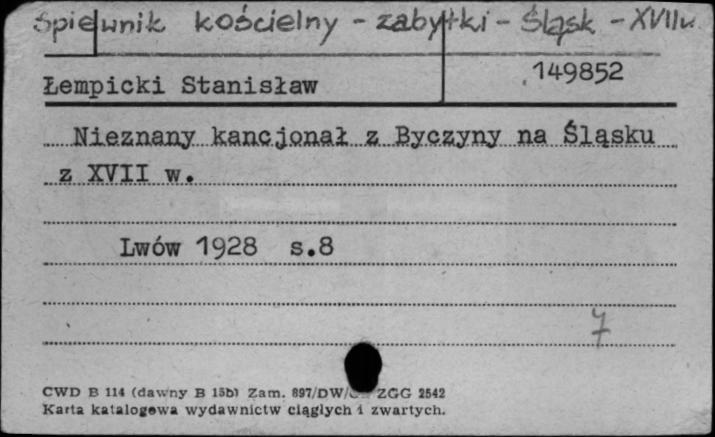 Śpiewnik kościelny - zabytki - Śląsk - XVII w.
Łempicki Stanisław
149852
Nieznany kancjonał z Byczyny na Śląsku
z XVII w.
Lwów 1928 s.8
7
CWD B 114 (dawny B 15b) Zam. 897/DW/ ZGG 2542
Karta katalogowa wydawnictw ciągłych i zwartych.